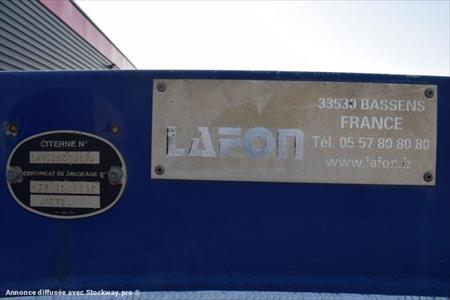 LAFON
33530 BASSENS
FRANCE
Tél. 05 57 80 80 80
www.lafon.fr
CITERNE N°
CERTIFICAT DE JAUGEAGE N°
Annonce diffusée avec Stockway.pro ©